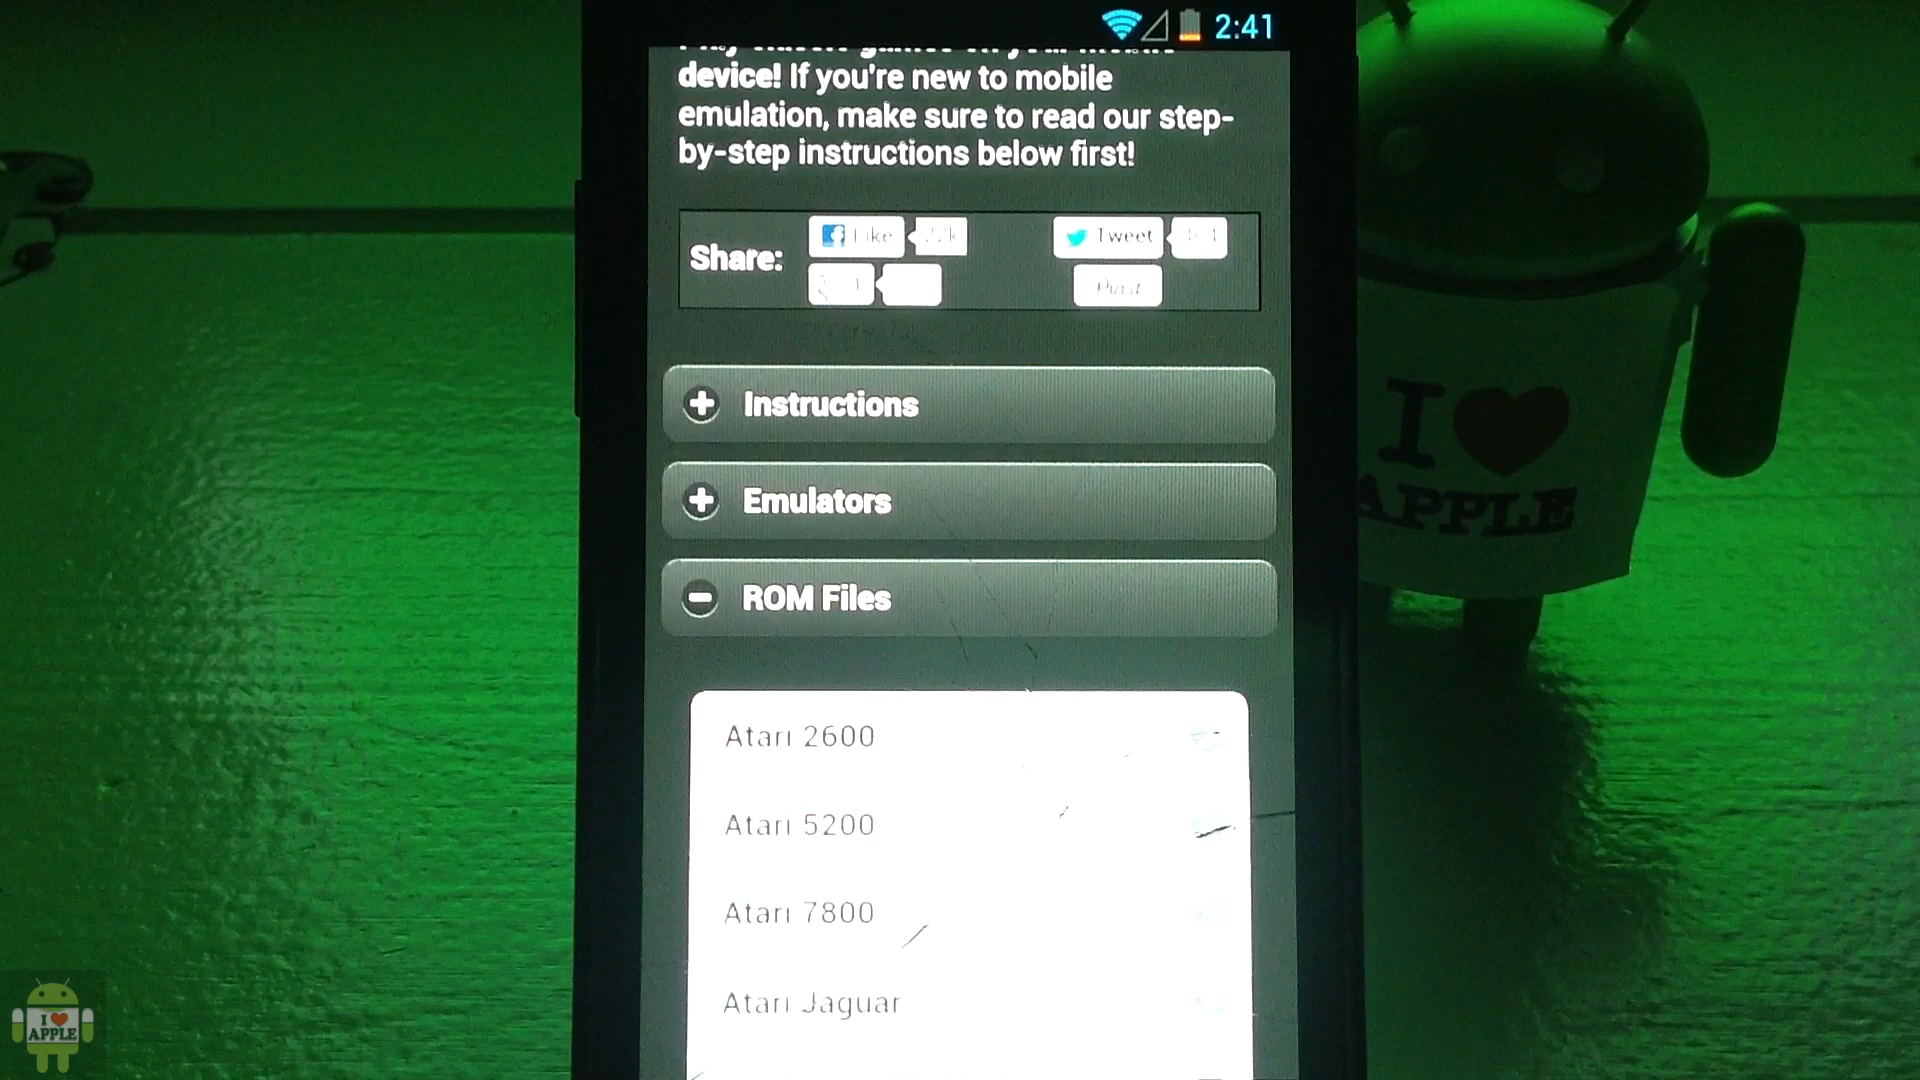 2:41
device! If you're new to mobile
emulation, make sure to read our step-
by-step instructions below first!
Share:
Like
Tweet
Pin it
Instructions
Emulators
ROM Files
Atari 2600
Atari 5200
Atari 7800
Atari Jaguar
I
APPLE
I
APPLE